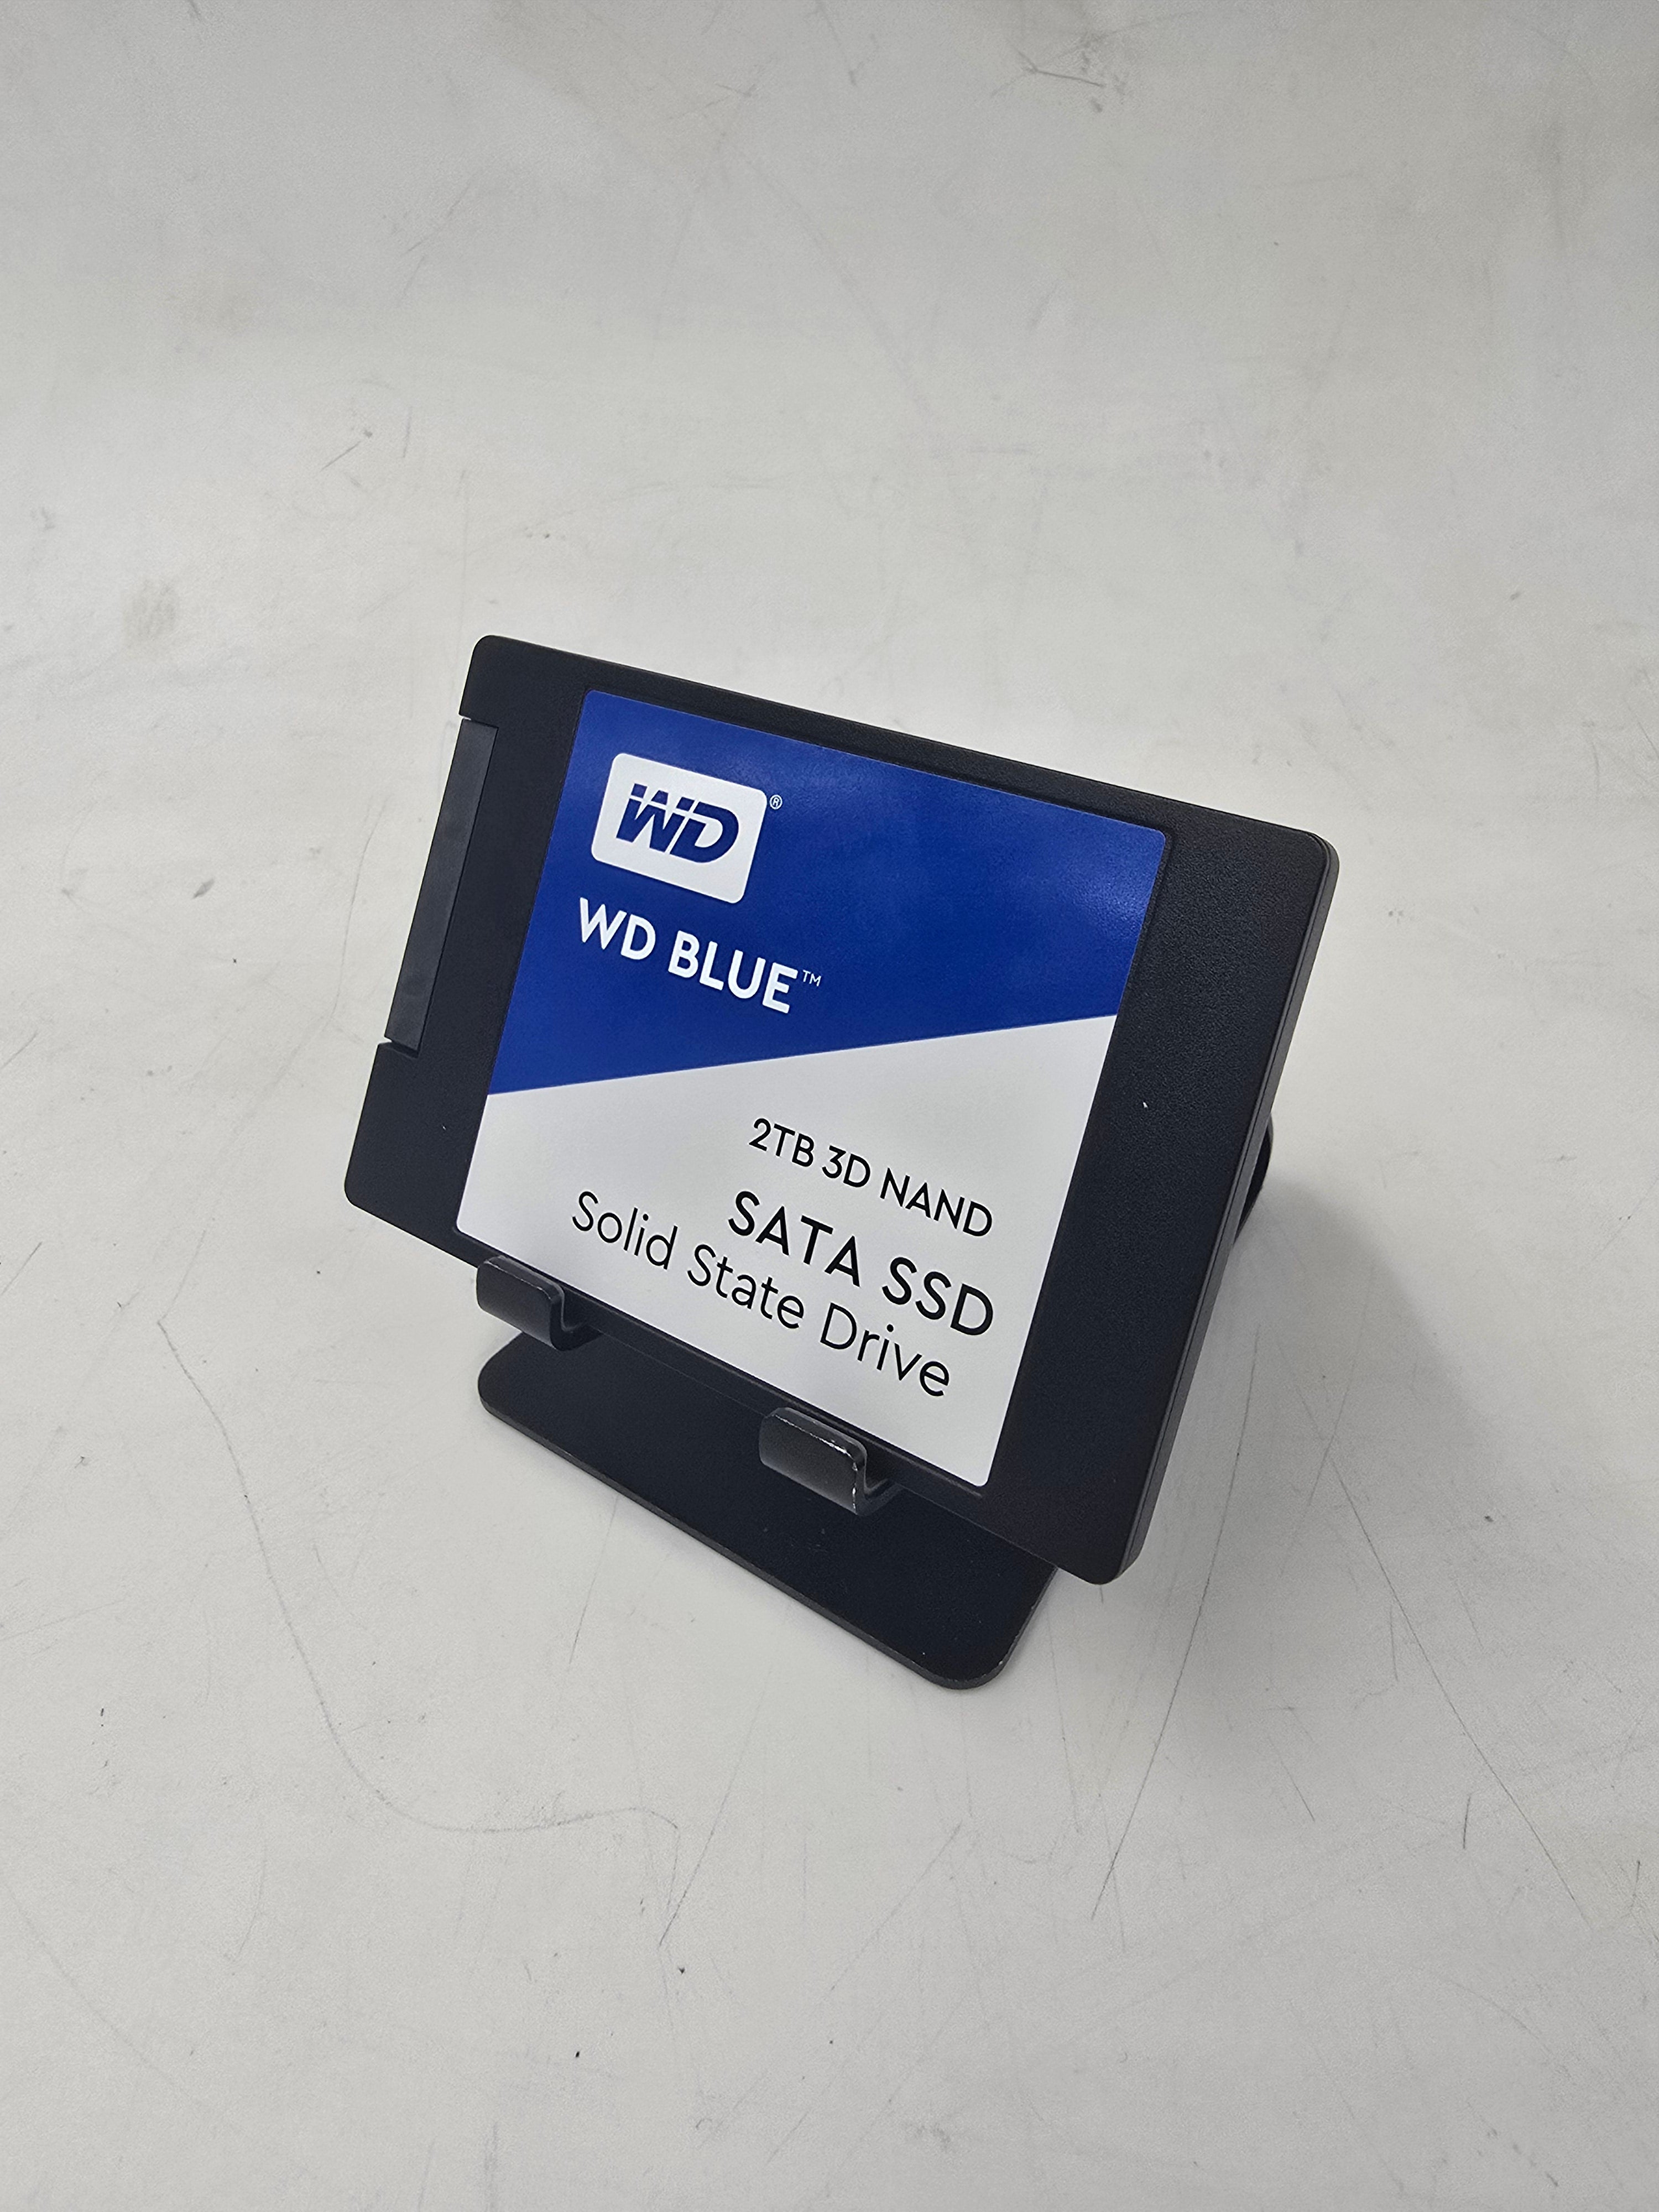 WD®
WD BLUE™
2TB 3D NAND
SATA SSD
Solid State Drive